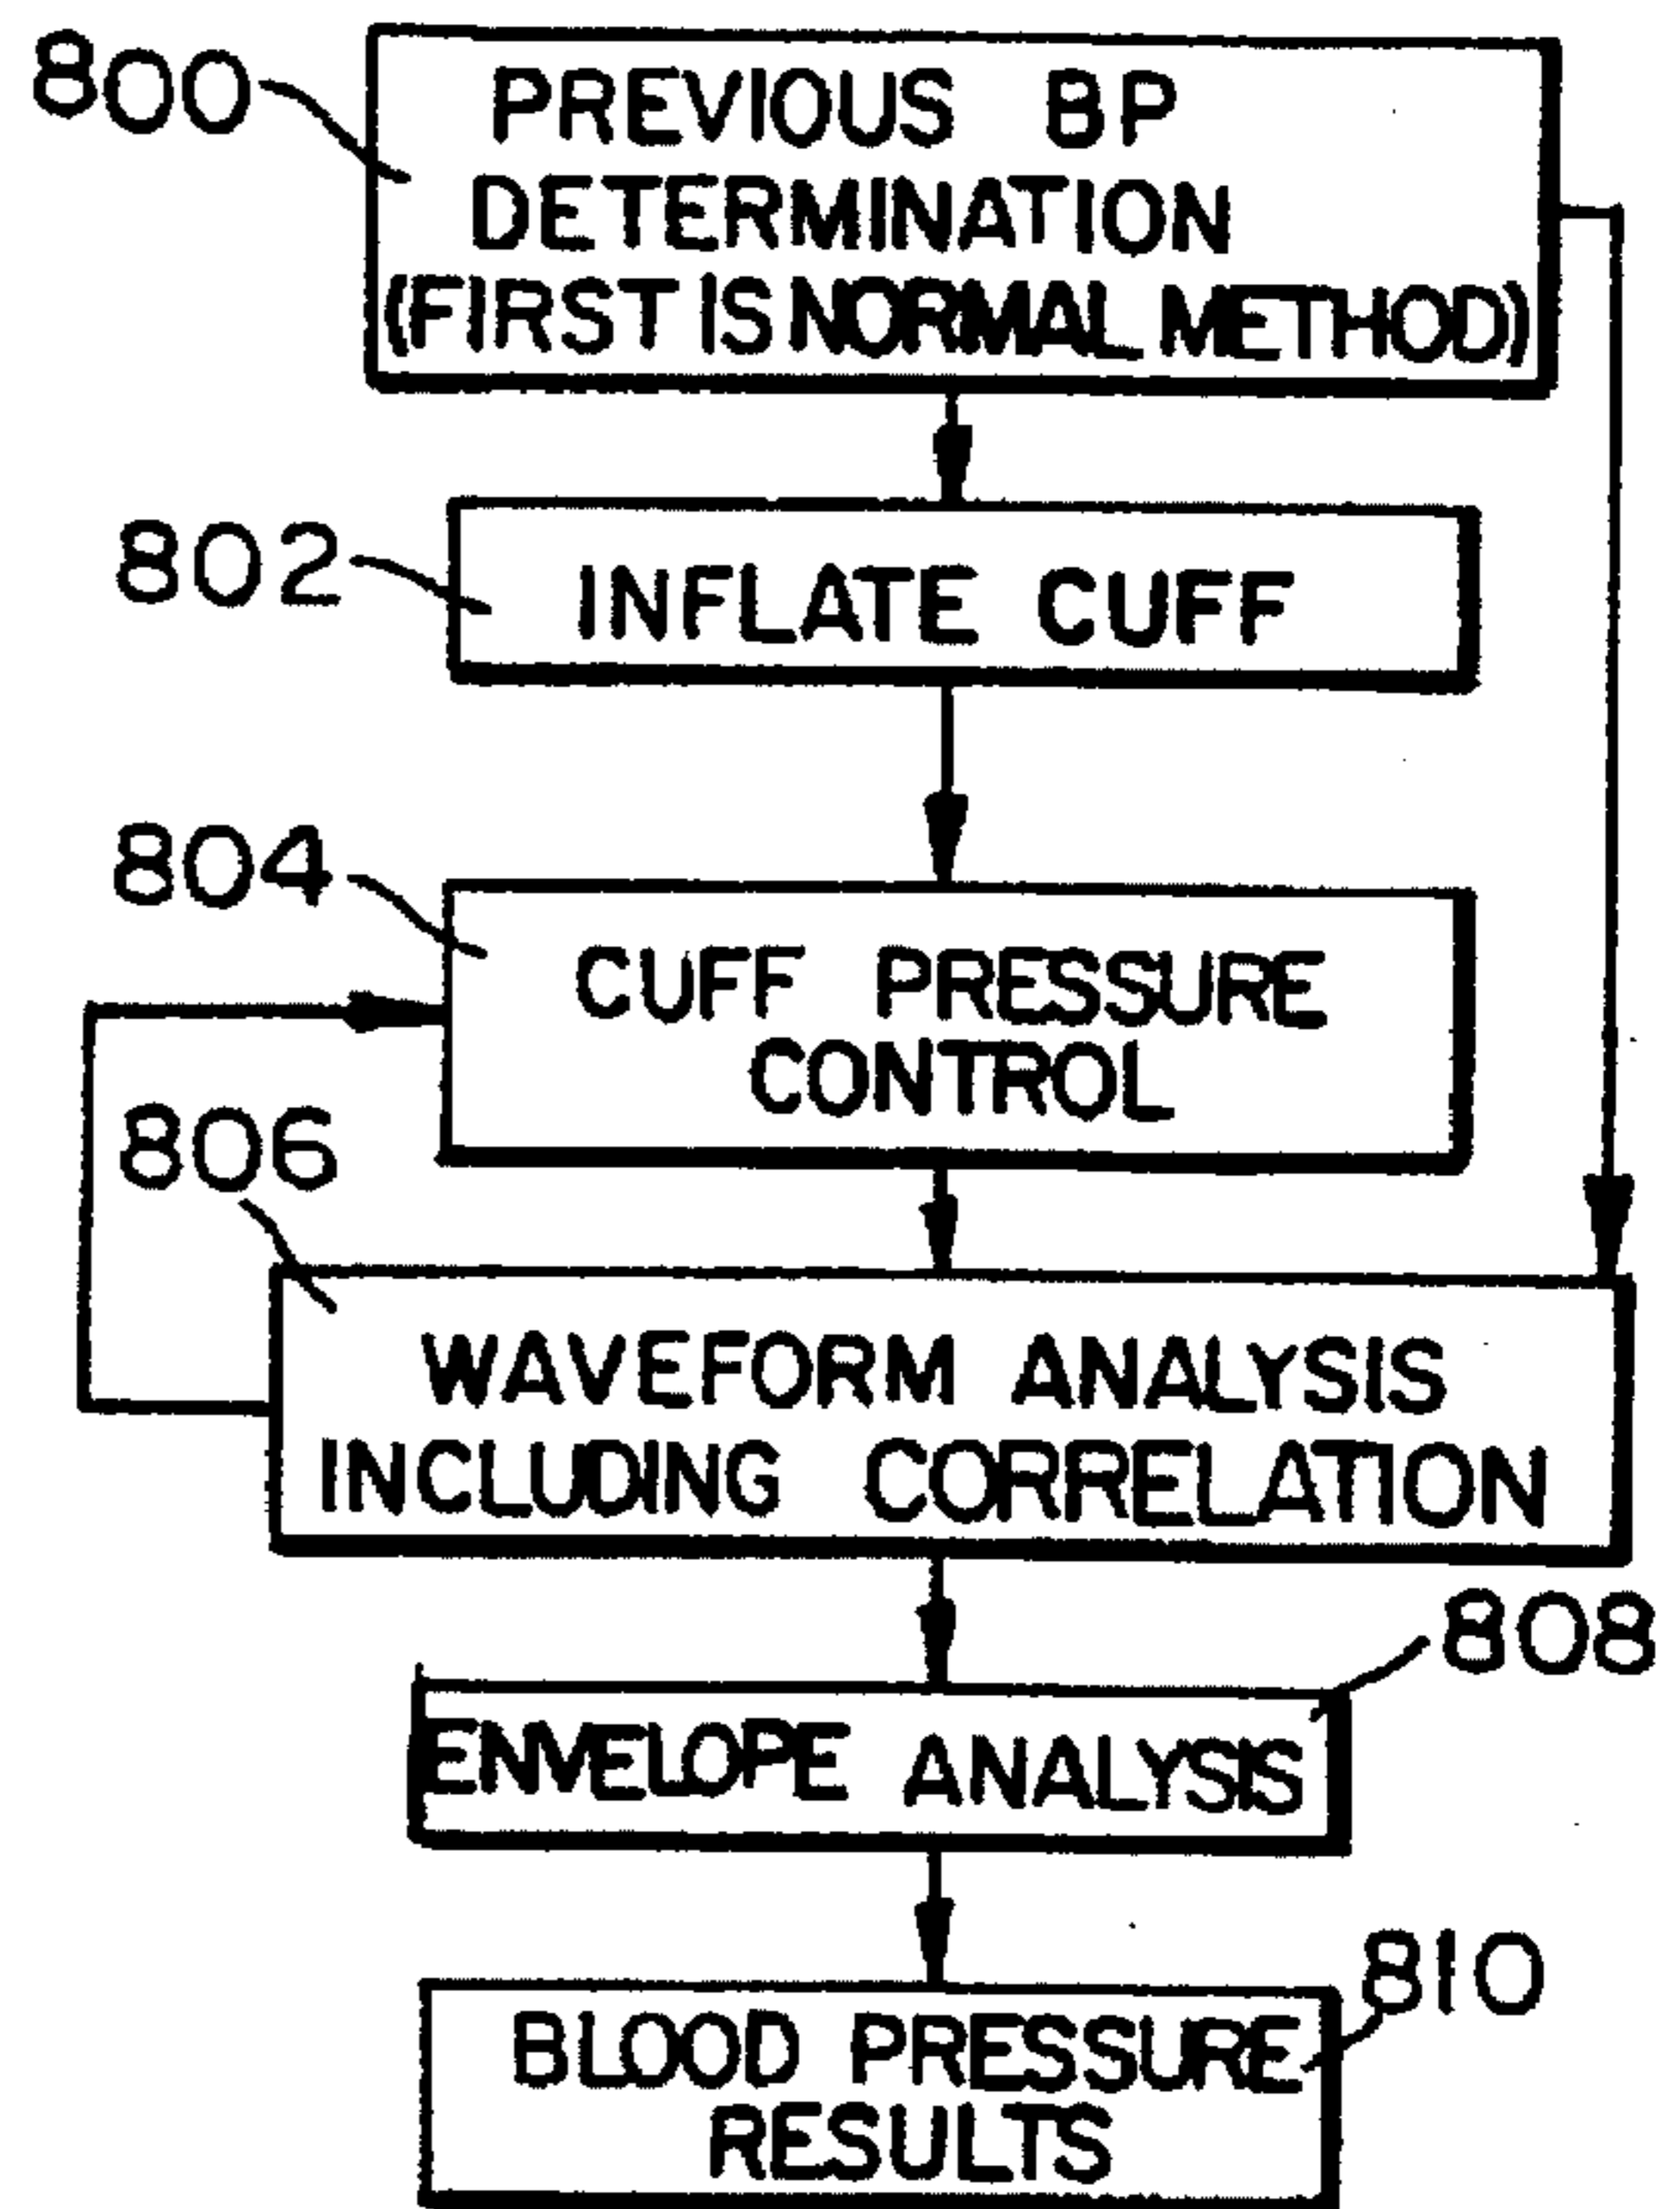 800
PREVIOUS BP
DETERMINATION
(FIRST IS NORMAL METHOD)
802
INFLATE CUFF
804
CUFF PRESSURE
CONTROL
806
WAVEFORM ANALYSIS
INCLUDING CORRELATION
808
ENVELOPE ANALYSIS
810
BLOOD PRESSURE
RESULTS